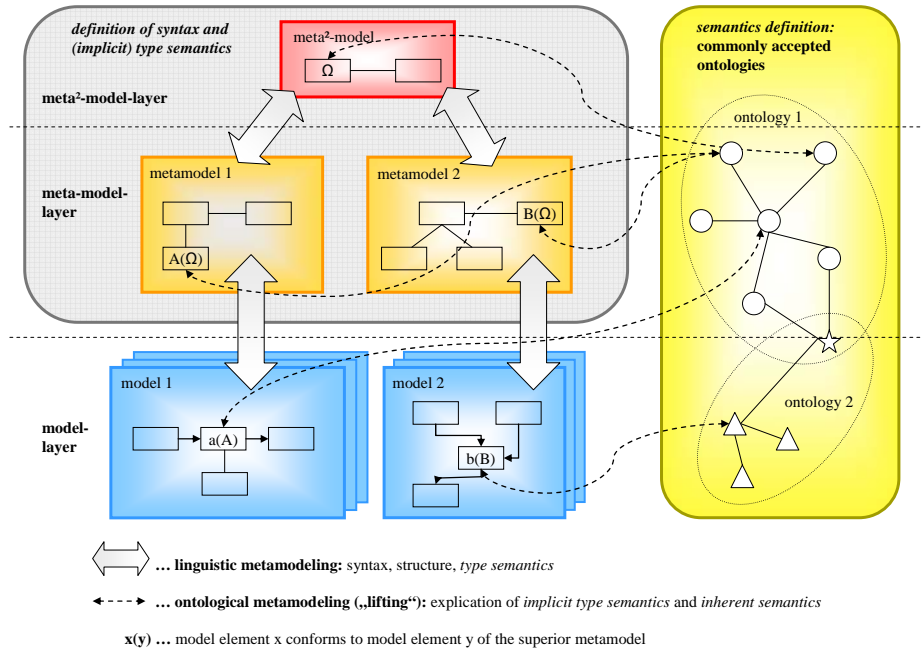 definition of syntax and
(implicit) type semantics
meta²-model
Ω
meta²-model-layer
semantics definition:
commonly accepted
ontologies
ontology 1
meta-model-
layer
metamodel 1
A(Ω)
metamodel 2
B(Ω)
model-
layer
model 1
a(A)
model 2
b(B)
ontology 2
... linguistic metamodeling: syntax, structure, type semantics
... ontological metamodeling („lifting“): explication of implicit type semantics and inherent semantics
x(y) ... model element x conforms to model element y of the superior metamodel